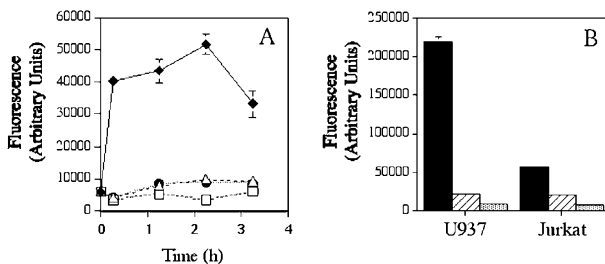 A
Fluorescence
(Arbitrary Units)
60000
50000
40000
30000
20000
10000
0
0
1
2
3
4
Time (h)
B
Fluorescence
(Arbitrary Units)
250000
200000
150000
100000
50000
0
U937
Jurkat